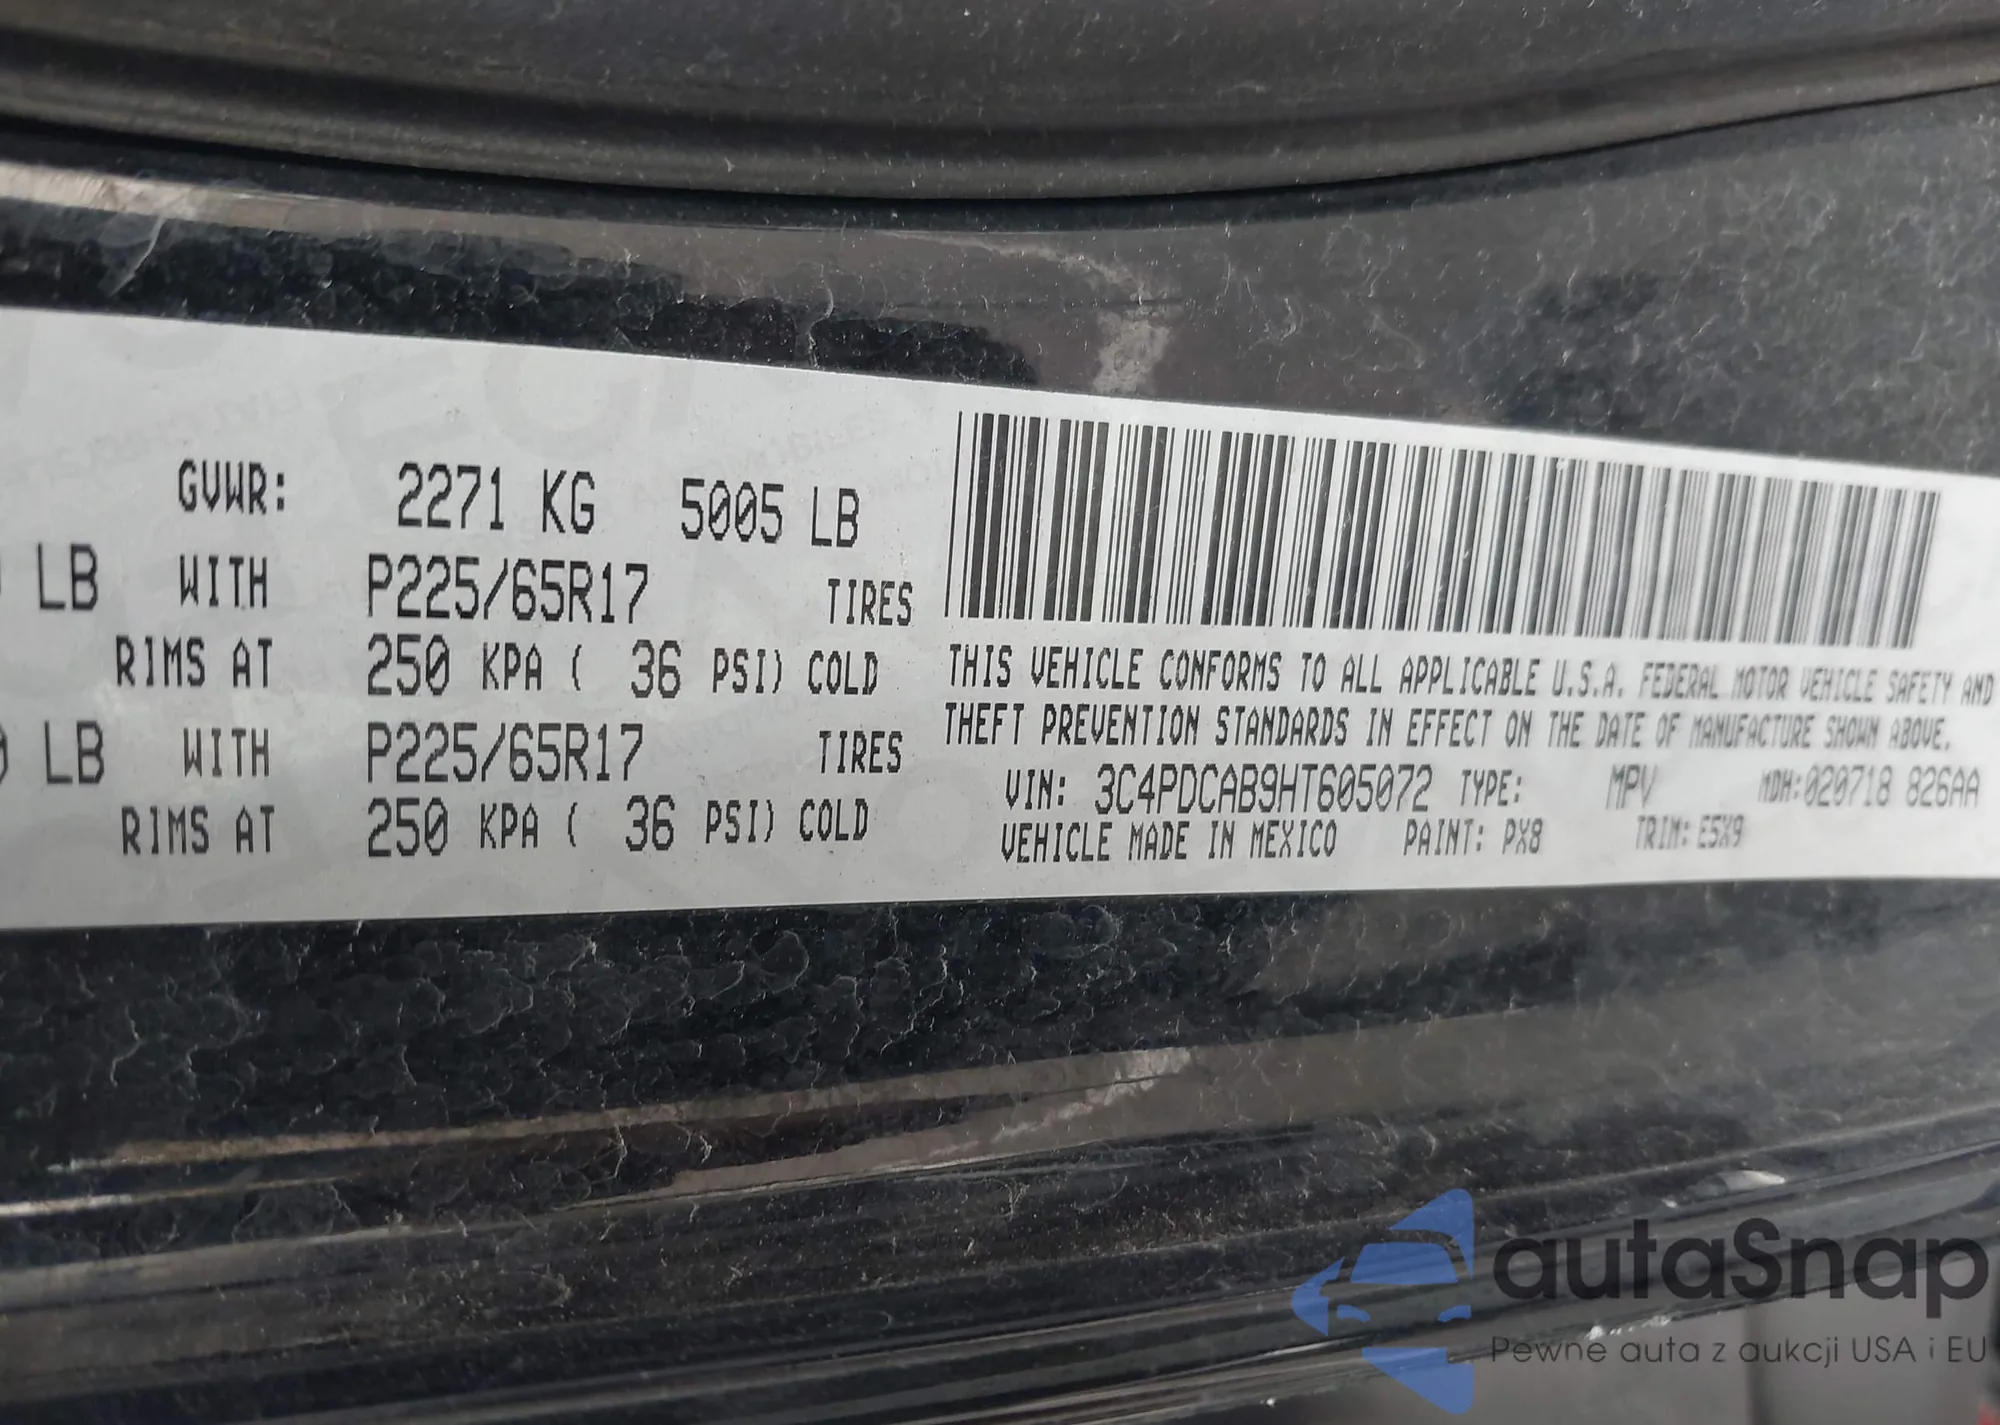 GVWR: 2271 KG 5005 LB
LB WITH P225/65R17 TIRES
RIMS AT 250 KPA ( 36 PSI) COLD
LB WITH P225/65R17 TIRES
RIMS AT 250 KPA ( 36 PSI) COLD
THIS VEHICLE CONFORMS TO ALL APPLICABLE U.S.A. FEDERAL MOTOR VEHICLE SAFETY AND
THEFT PREVENTION STANDARDS IN EFFECT ON THE DATE OF MANUFACTURE SHOWN ABOVE.
VIN: 3C4PDCAB9HT605072 TYPE: MPV MDH:020718 826AA
VEHICLE MADE IN MEXICO PAINT: PX8 TRIM: E5X9
autaSnap
Pewne auta z aukcji USA i EU